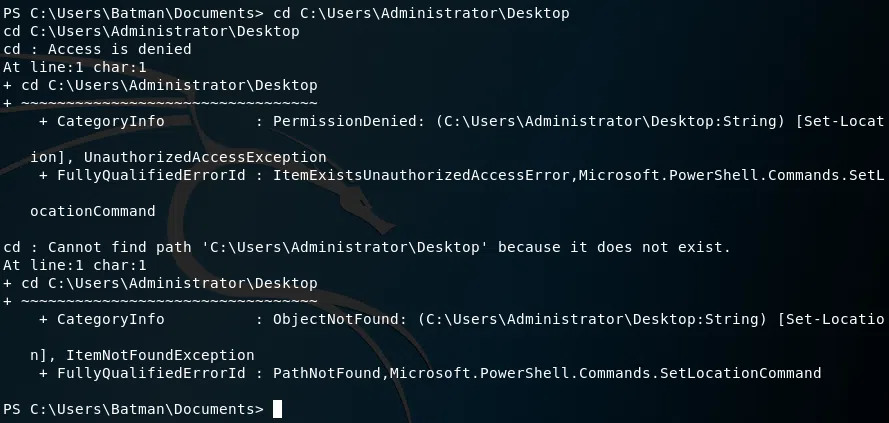 PS C:\Users\Batman\Documents> cd C:\Users\Administrator\Desktop
cd C:\Users\Administrator\Desktop
cd : Access is denied
At line:1 char:1
+ cd C:\Users\Administrator\Desktop
+ ~~~~~~~~~~~~~~~~~~~~~~~~~~~~~~~~~
    + CategoryInfo          : PermissionDenied: (C:\Users\Administrator\Desktop:String) [Set-Locat
   ion], UnauthorizedAccessException
    + FullyQualifiedErrorId : ItemExistsUnauthorizedAccessError,Microsoft.PowerShell.Commands.SetL
   ocationCommand
cd : Cannot find path 'C:\Users\Administrator\Desktop' because it does not exist.
At line:1 char:1
+ cd C:\Users\Administrator\Desktop
+ ~~~~~~~~~~~~~~~~~~~~~~~~~~~~~~~~~
    + CategoryInfo          : ObjectNotFound: (C:\Users\Administrator\Desktop:String) [Set-Locatio
   n], ItemNotFoundException
    + FullyQualifiedErrorId : PathNotFound,Microsoft.PowerShell.Commands.SetLocationCommand
PS C:\Users\Batman\Documents>